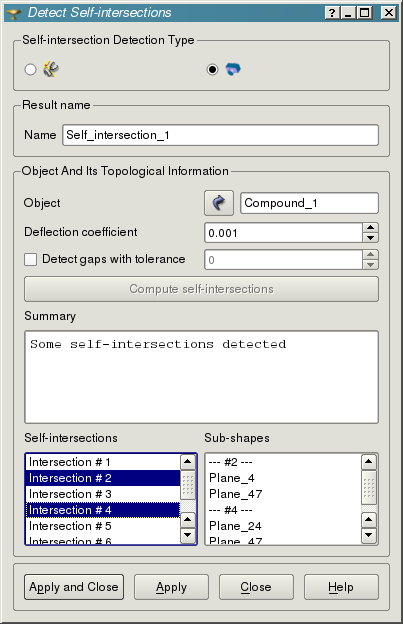 Detect Self-intersections
Self-intersection Detection Type
Result name
Name Self_intersection_1
Object And Its Topological Information
Object Compound_1
Deflection coefficient 0.001
Detect gaps with tolerance 0
Compute self-intersections
Summary
Some self-intersections detected
Self-intersections
Intersection # 1
Intersection # 2
Intersection # 3
Intersection # 4
Intersection # 5
Intersection # 6
Sub-shapes
--- #2 ---
Plane_4
Plane_47
--- #4 ---
Plane_24
Plane_47
Apply and Close Apply Close Help